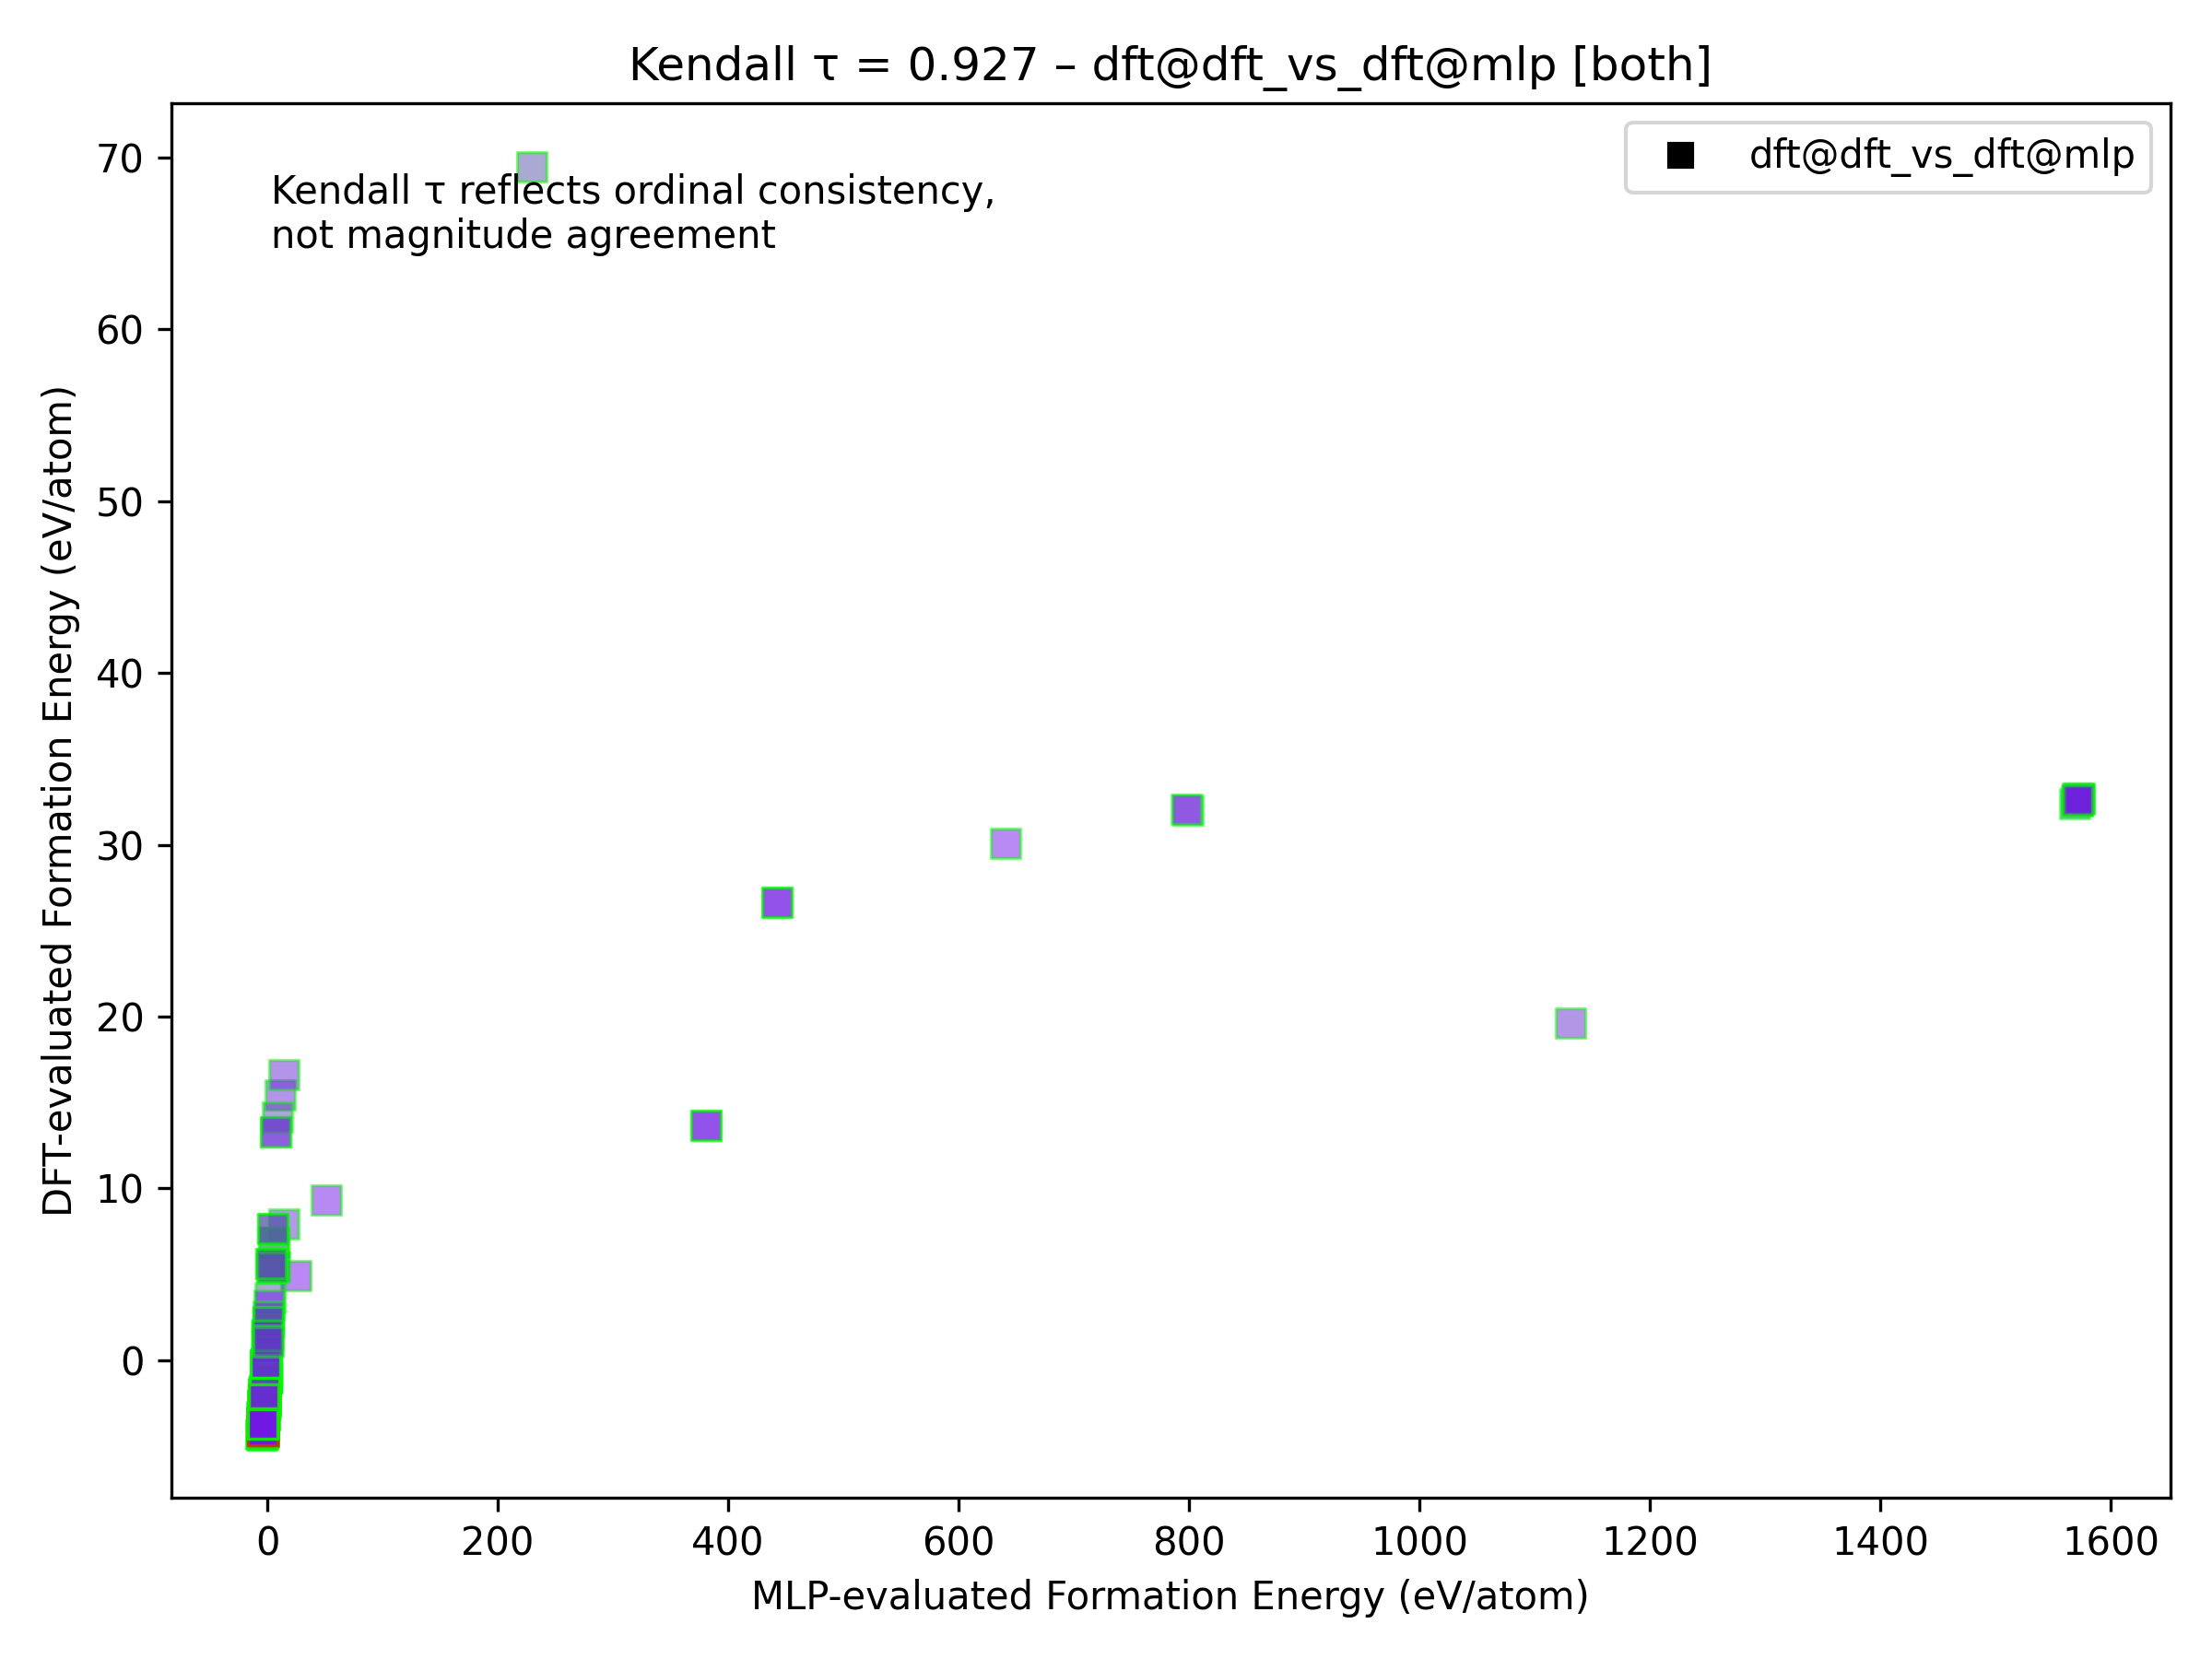 Kendall τ = 0.927 – dft@dft_vs_dft@mlp [both]
dft@dft_vs_dft@mlp
Kendall τ reflects ordinal consistency,
not magnitude agreement
DFT-evaluated Formation Energy (eV/atom)
70
60
50
40
30
20
10
0
0 200 400 600 800 1000 1200 1400 1600
MLP-evaluated Formation Energy (eV/atom)